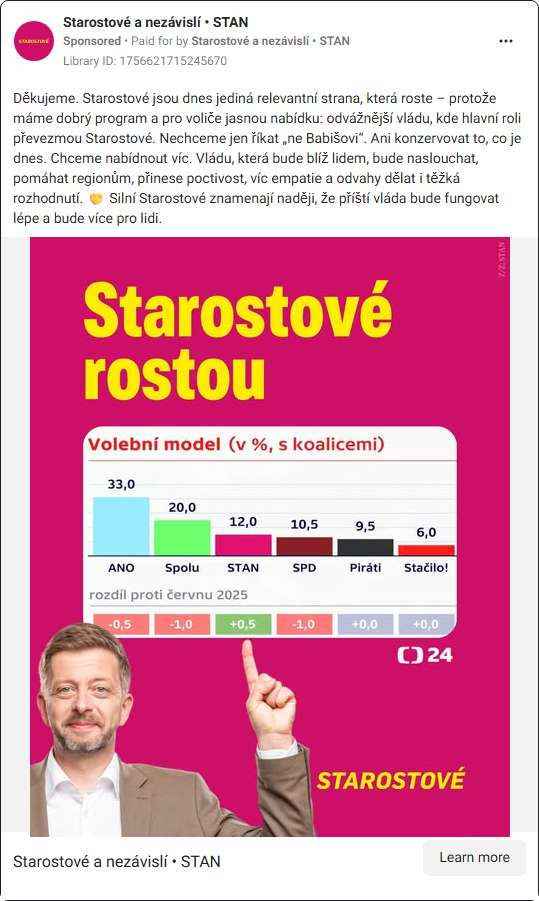 Starostové a nezávislí • STAN
Sponsored • Paid for by Starostové a nezávislí • STAN
Library ID: 1756621715245670
Děkujeme. Starostové jsou dnes jediná relevantní strana, která roste – protože
máme dobrý program a pro voliče jasnou nabídku: odvážnější vládu, kde hlavní roli
převezmou Starostové. Nechceme jen říkat „ne Babišovi“. Ani konzervovat to, co je
dnes. Chceme nabídnout víc. Vládu, která bude blíž lidem, bude naslouchat,
pomáhat regionům, přinese poctivost, víc empatie a odvahy dělat i těžká
rozhodnutí. 🤝 Silní Starostové znamenají naději, že příští vláda bude fungovat
lépe a bude více pro lidi.
Z/Z: STAN
Starostové
rostou
Volební model (v %, s koalicemi)
33,0 20,0 12,0 10,5 9,5 6,0
ANO Spolu STAN SPD Piráti Stačilo!
rozdíl proti červnu 2025
-0,5 -1,0 +0,5 -1,0 +0,0 +0,0
24
STAROSTOVÉ
Starostové a nezávislí • STAN
Learn more